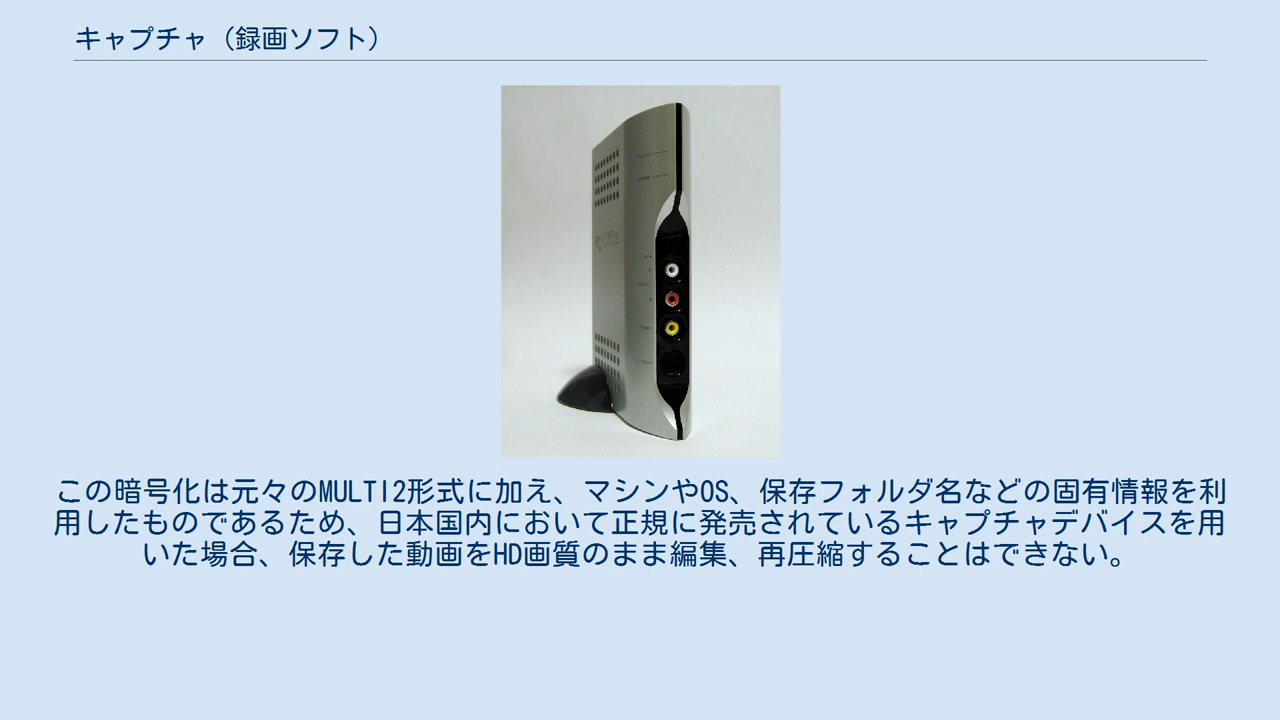 キャプチャ（録画ソフト）
この暗号化は元々のMULTI2形式に加え、マシンやOS、保存フォルダ名などの固有情報を利
用したものであるため、日本国内において正規に発売されているキャプチャデバイスを用
いた場合、保存した動画をHD画質のまま編集、再圧縮することはできない。